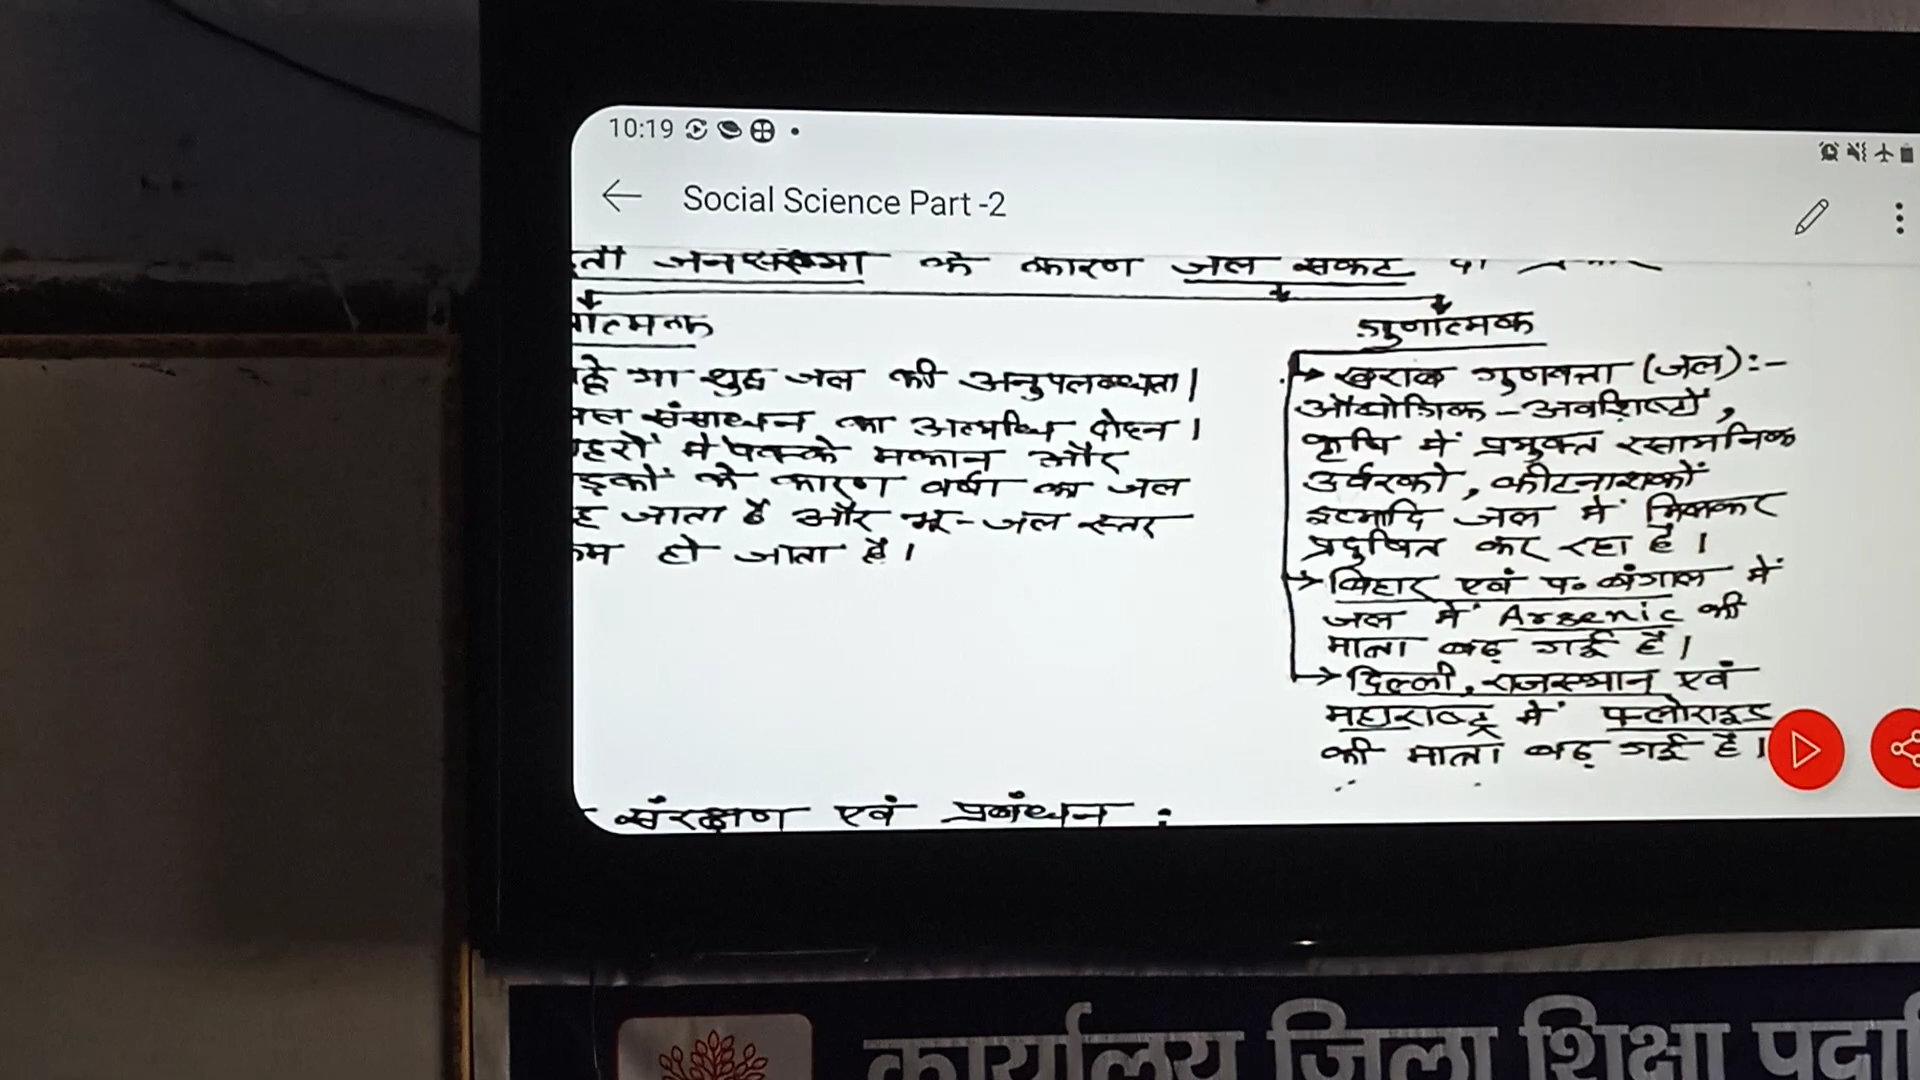 10:19
Social Science Part -2
ती जनसंख्या के कारण जल संकट
ात्मक
पेय या शुद्ध जल की अनुपलब्धता।
जल संसाधन का अत्यधि दोहन।
हरों में पक्के मकान और
ड़कों के कारण वर्षा का जल
ह जाता है और भू-जल स्तर
कम हो जाता है।
गुणात्मक
→ खराब गुणवत्ता (जल):-
औद्योगिक-अवशिष्टों,
कृषि में प्रयुक्त रसायनिक
उर्वरकों, कीटनाशकों
इत्यादि जल में मिलकर
प्रदुषित कर रहा है।
→ बिहार एवं प॰ बंगाल में
जल में Arsenic की
मात्रा बढ़ गई है।
→ दिल्ली, राजस्थान एवं
महाराष्ट्र में फ्लोराइड
की मात्रा बढ़ गई है।
संरक्षण एवं प्रबंधन :
कार्यालय जिला शिक्षा पदा